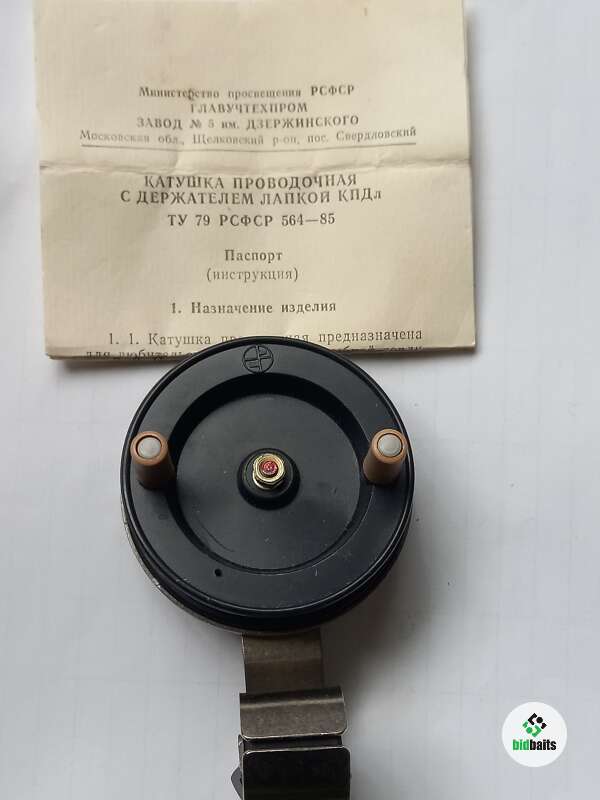 Министерство просвещения РСФСР
ГЛАВУЧТЕХПРОМ
ЗАВОД № 5 им. ДЗЕРЖИНСКОГО
Московская обл., Щелковский р-он, пос. Свердловский
КАТУШКА ПРОВОДОЧНАЯ
С ДЕРЖАТЕЛЕМ ЛАПКОЙ КПДл
ТУ 79 РСФСР 564—85
Паспорт
(инструкция)
1. Назначение изделия
1. 1. Катушка предназначена
bidbaits